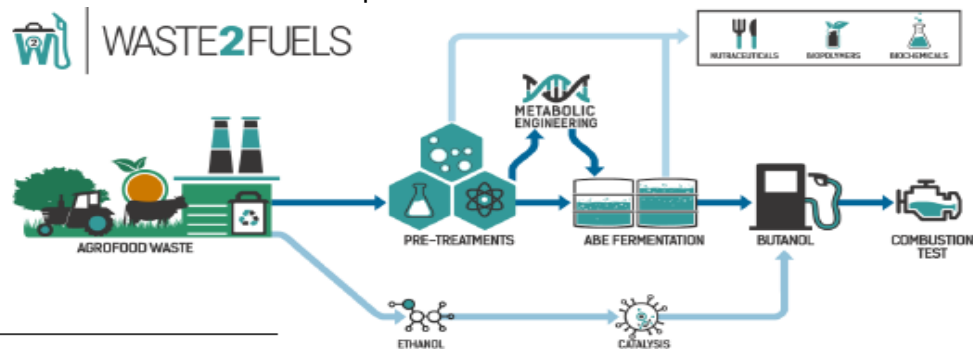 WASTE2FUELS
NUTRACEUTICALS
BIOPOLYMERS
BIOCHEMICALS
METABOLIC
ENGINEERING
AGROFOOD WASTE
PRE-TREATMENTS
ABE FERMENTATION
BUTANOL
COMBUSTION
TEST
ETHANOL
CATALYSIS